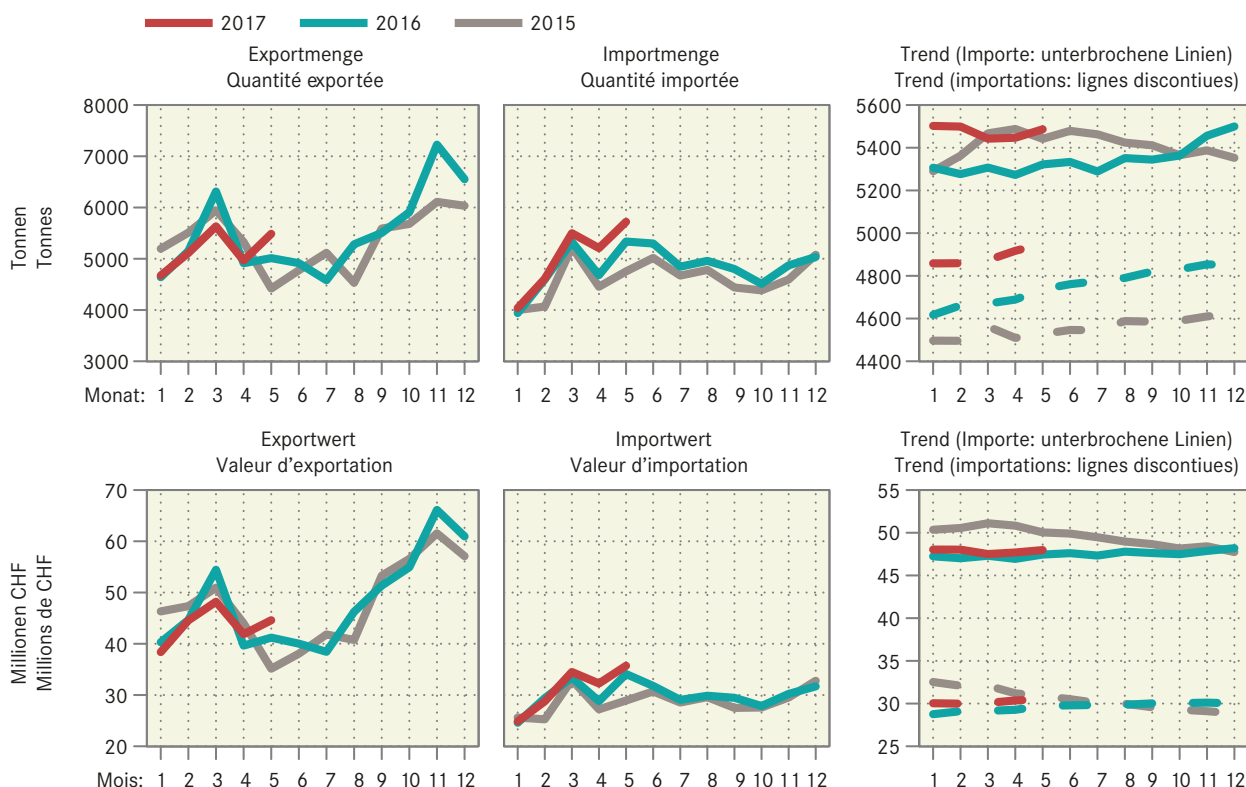 2017 2016 2015
Exportmenge
Quantité exportée
Importmenge
Quantité importée
Trend (Importe: unterbrochene Linien)
Trend (importations: lignes discontiues)
Tonnen
Tonnes
8000
7000
6000
5000
4000
3000
5600
5400
5200
5000
4800
4600
4400
Monat: 1 2 3 4 5 6 7 8 9 10 11 12
1 2 3 4 5 6 7 8 9 10 11 12
1 2 3 4 5 6 7 8 9 10 11 12
Exportwert
Valeur d'exportation
Importwert
Valeur d'importation
Trend (Importe: unterbrochene Linien)
Trend (importations: lignes discontiues)
Millionen CHF
Millions de CHF
70
60
50
40
30
20
55
50
45
40
35
30
25
Mois: 1 2 3 4 5 6 7 8 9 10 11 12
1 2 3 4 5 6 7 8 9 10 11 12
1 2 3 4 5 6 7 8 9 10 11 12